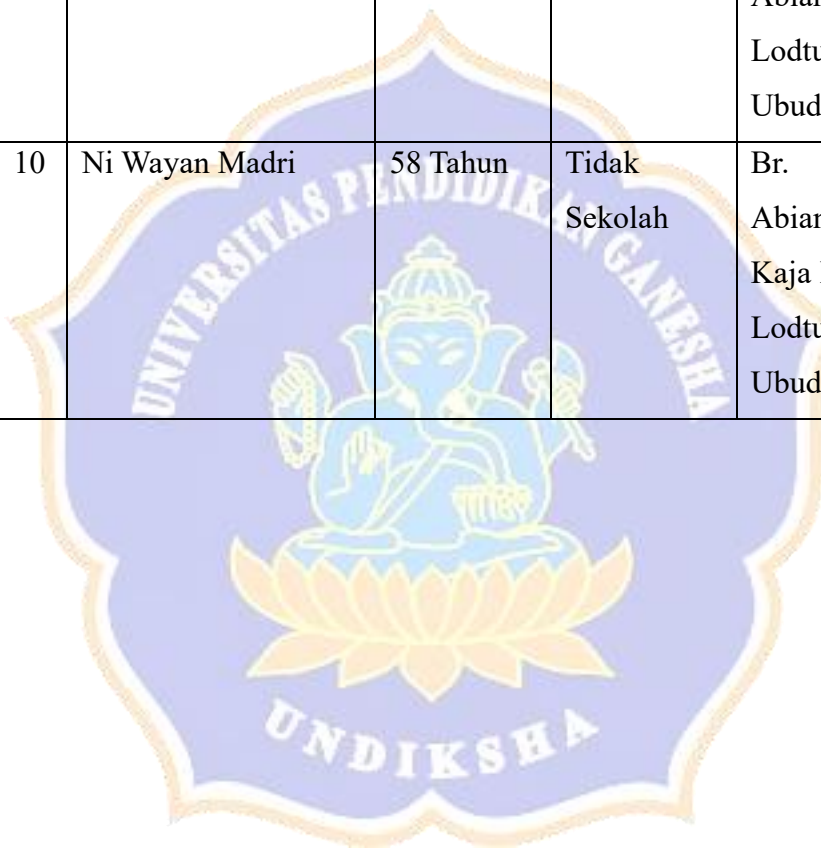 Lodtu
Ubud
10 Ni Wayan Madri 58 Tahun Tidak Br.
Sekolah Abian
Kaja
Lodtu
Ubud
UNIVERSITAS PENDIDIKAN GANESHA
UNDIKSHA